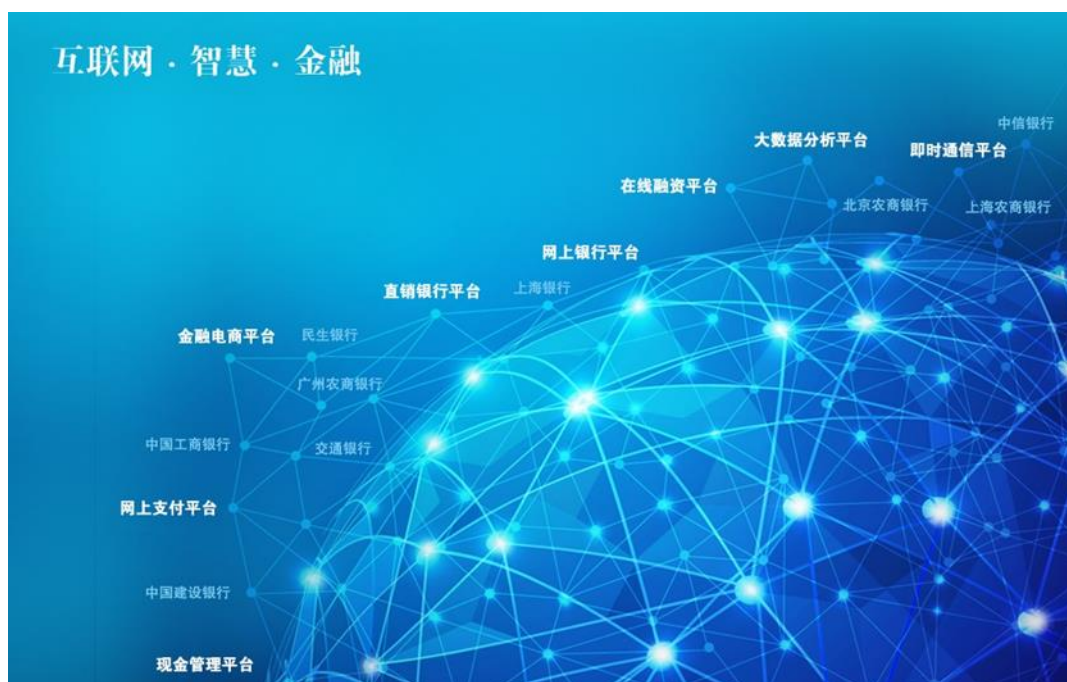 互联网 · 智慧 · 金融
中信银行
大数据分析平台
即时通信平台
在线融资平台
北京农商银行
上海农商银行
网上银行平台
直销银行平台
上海银行
金融电商平台
民生银行
广州农商银行
中国工商银行
交通银行
网上支付平台
中国建设银行
现金管理平台